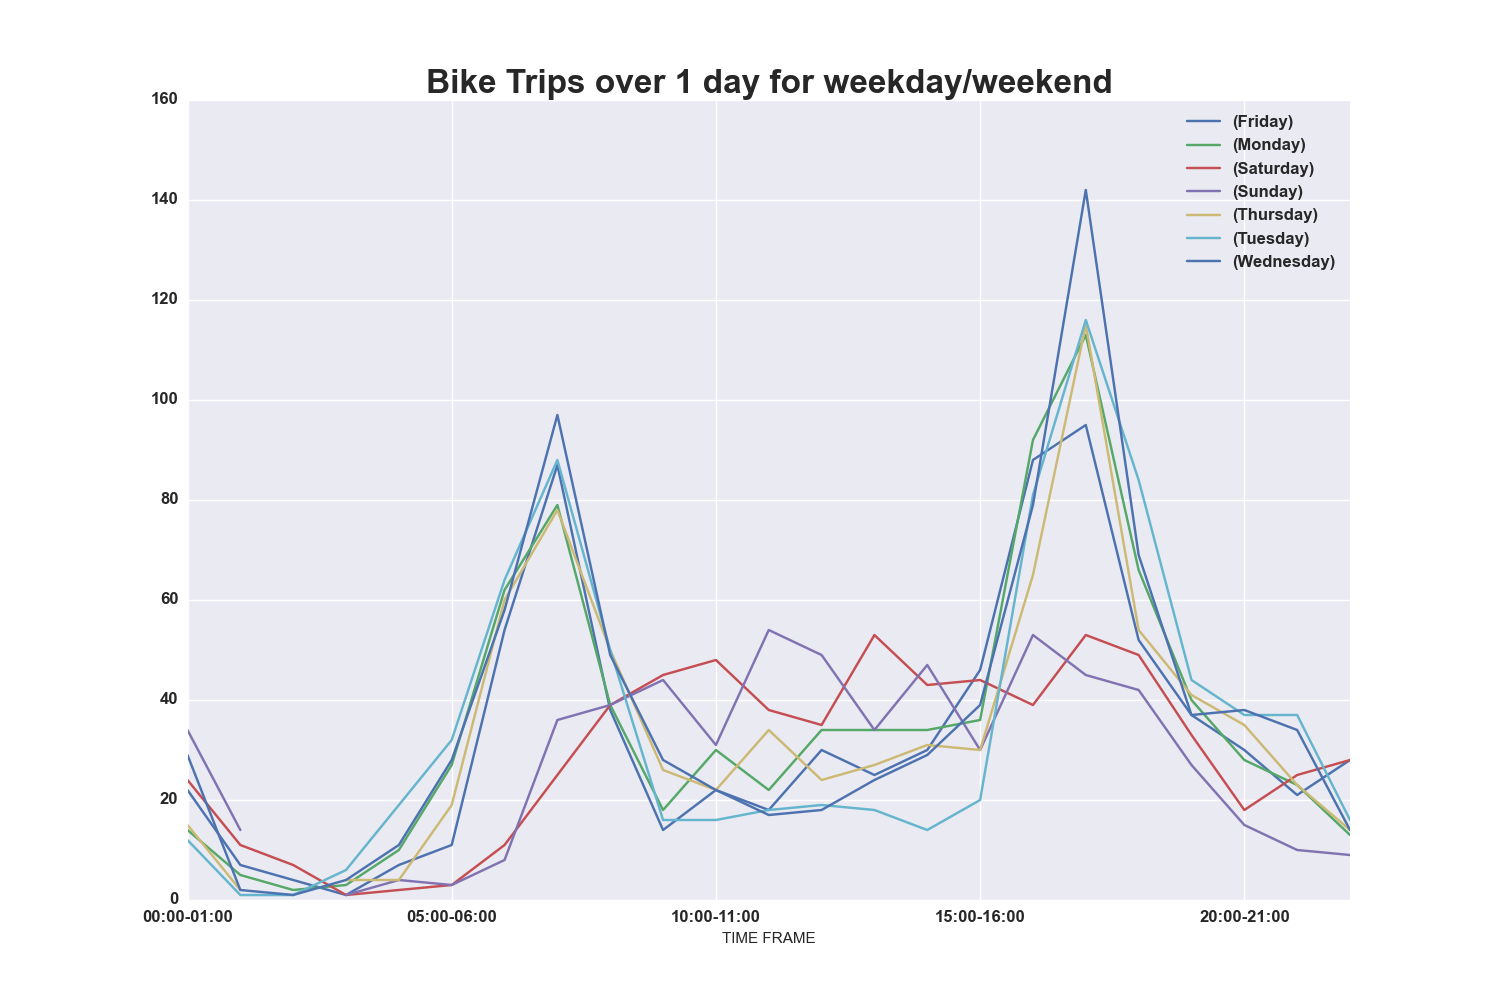 Bike Trips over 1 day for weekday/weekend
160
140
120
100
80
60
40
20
0
(Friday)
(Monday)
(Saturday)
(Sunday)
(Thursday)
(Tuesday)
(Wednesday)
00:00-01:00 05:00-06:00 10:00-11:00 15:00-16:00 20:00-21:00
TIME FRAME